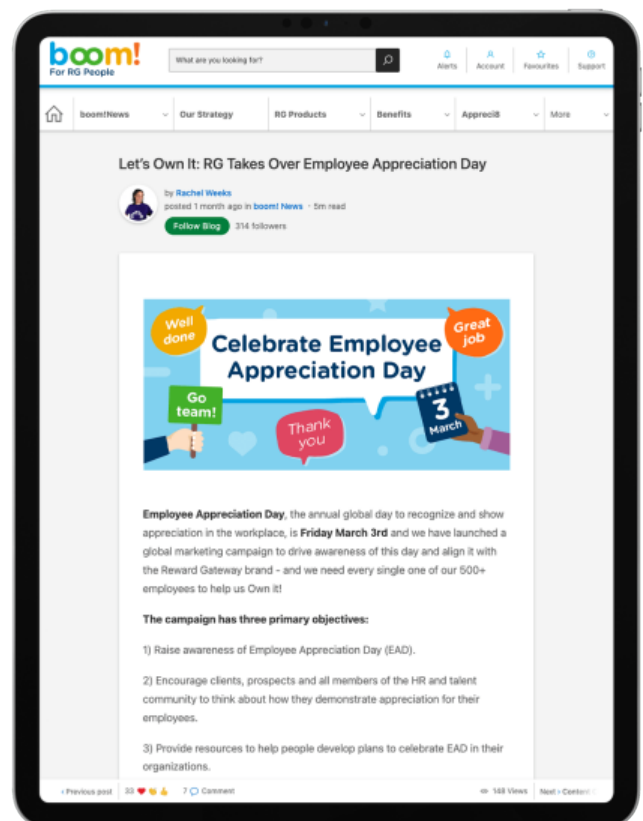 boom!
For RG People
What are you looking for?
Alerts
Account
Favourites
Support
boom!News
Our Strategy
RG Products
Benefits
Appreci8
More
Let's Own It: RG Takes Over Employee Appreciation Day
by Rachel Weeks
posted 1 month ago in boom! News · 5m read
Follow Blog
314 followers
Well
done
Great
job
Celebrate Employee
Appreciation Day
Go
team!
Thank
you
3
March
Employee Appreciation Day, the annual global day to recognize and show
appreciation in the workplace, is Friday March 3rd and we have launched a
global marketing campaign to drive awareness of this day and align it with
the Reward Gateway brand - and we need every single one of our 500+
employees to help us Own it!
The campaign has three primary objectives:
1) Raise awareness of Employee Appreciation Day (EAD).
2) Encourage clients, prospects and all members of the HR and talent
community to think about how they demonstrate appreciation for their
employees.
3) Provide resources to help people develop plans to celebrate EAD in their
organizations.
‹ Previous post
33
7
Comment
148 Views
Next › Content